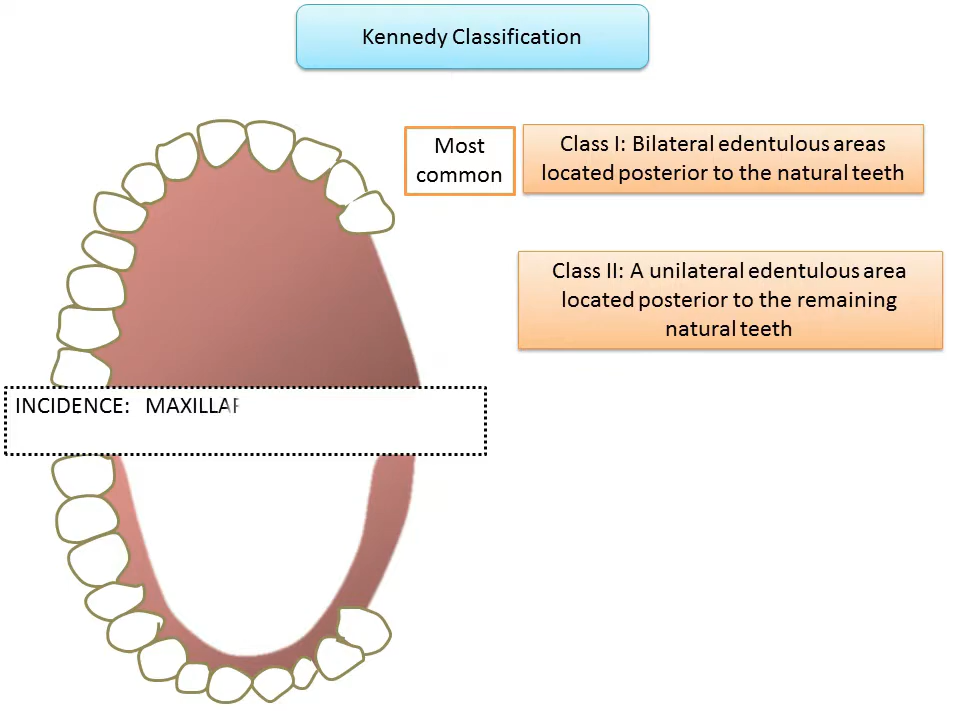 Kennedy Classification
Most
common
Class I: Bilateral edentulous areas
located posterior to the natural teeth
Class II: A unilateral edentulous area
located posterior to the remaining
natural teeth
INCIDENCE: